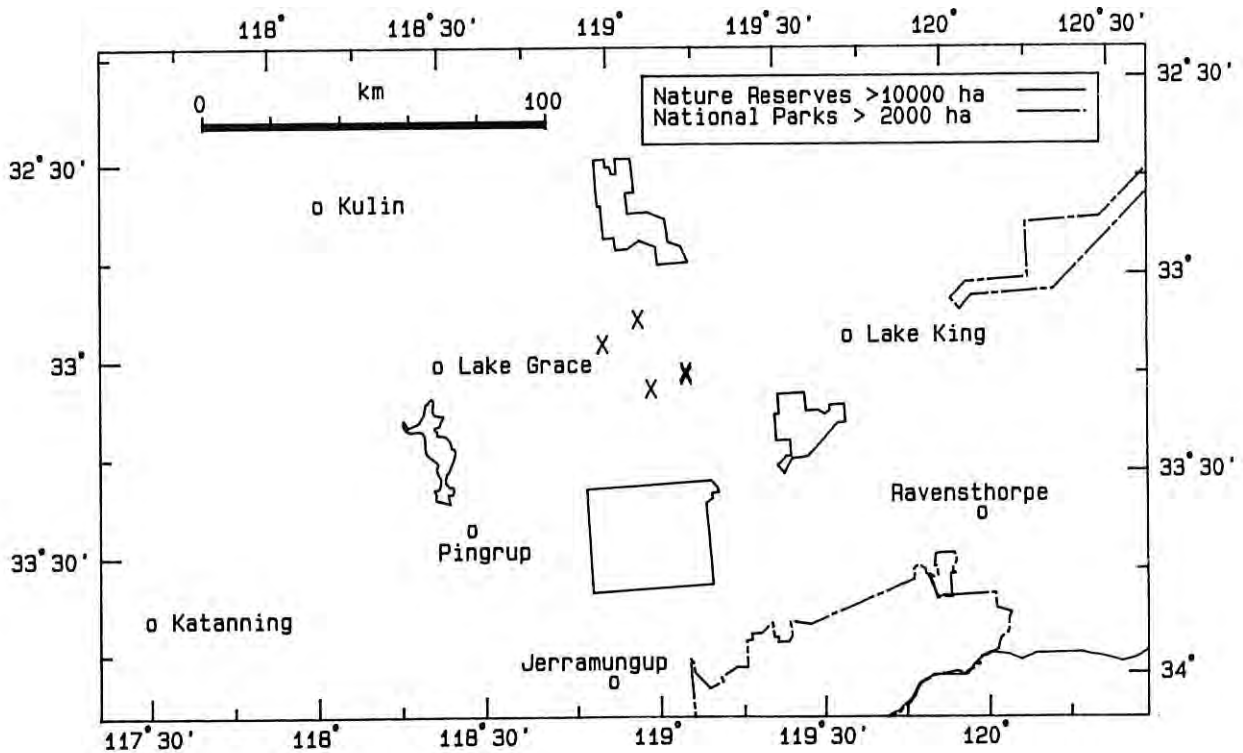 118° 118°30' 119° 119°30' 120° 120°30'
km
0 100
Nature Reserves >10000 ha
National Parks > 2000 ha
32°30'
32°30'
Kulin
33°
Lake King
33°
Lake Grace
33°30'
Ravensthorpe
Pingrup
33°30'
Katanning
Jerramungup
34°
117°30' 118° 118°30' 119° 119°30' 120°
X
X
X
X